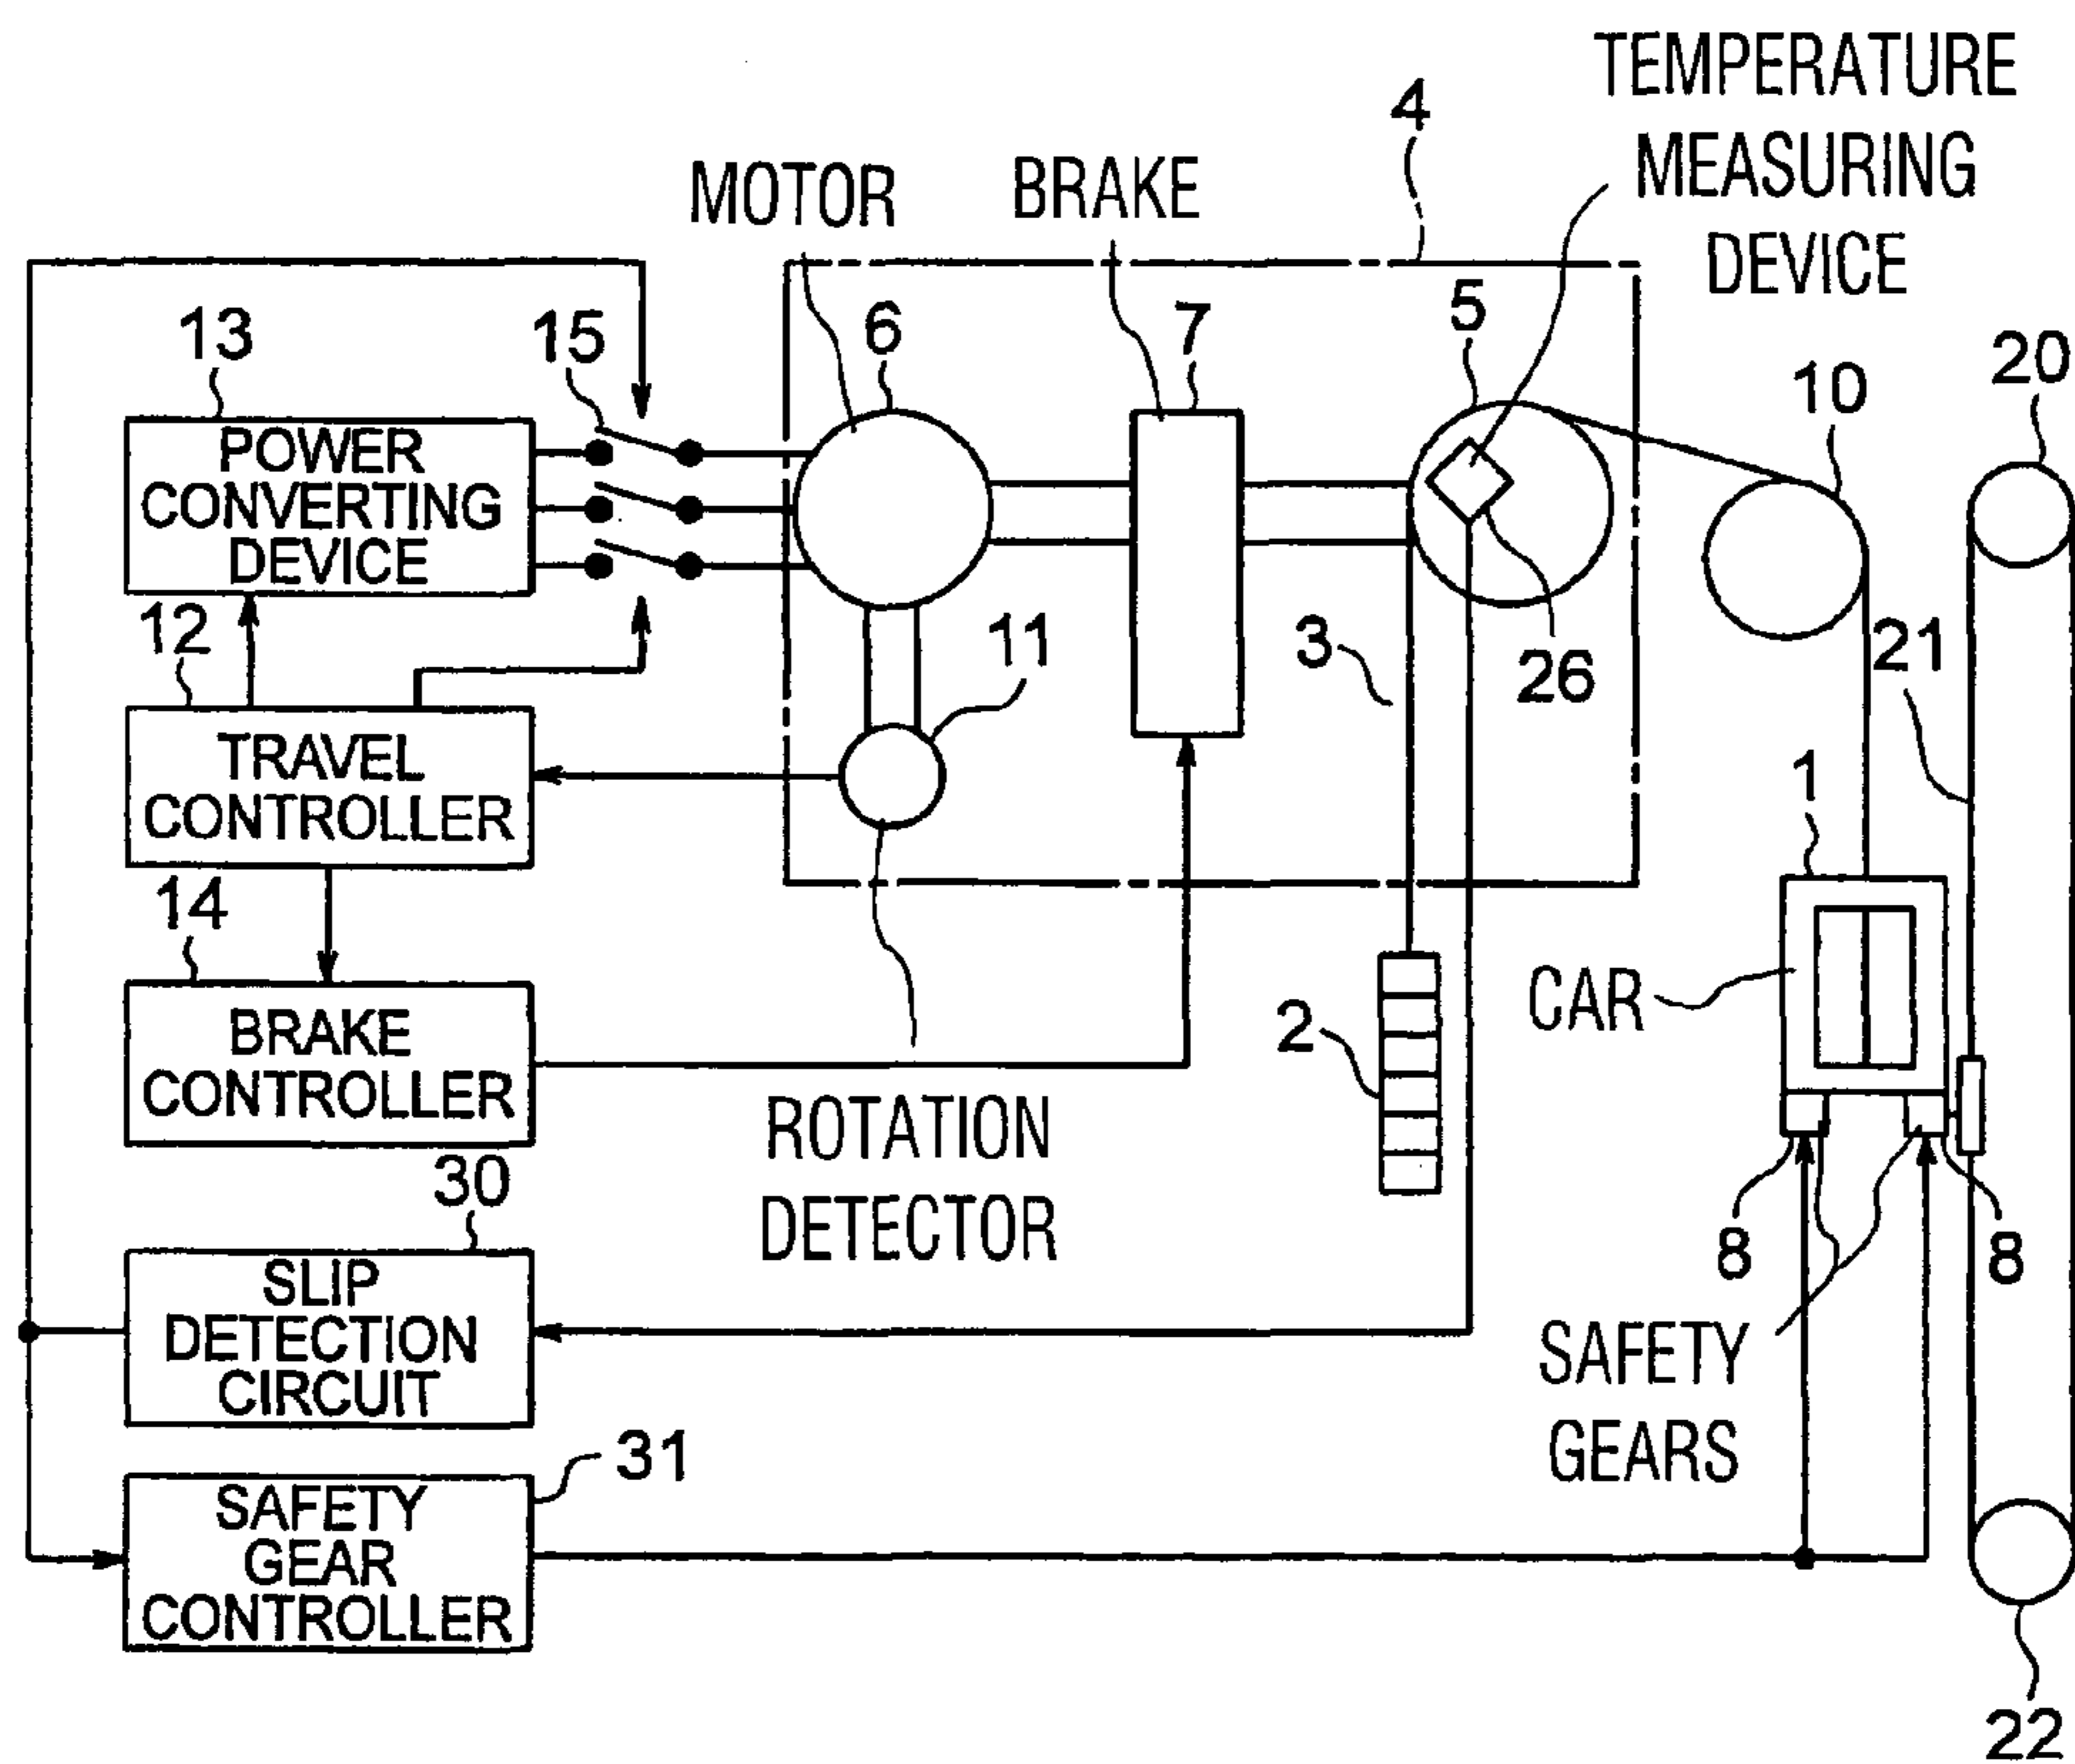 TEMPERATURE
MEASURING
DEVICE
4
MOTOR
BRAKE
13
15
6
7
5
10
20
POWER
CONVERTING
DEVICE
12
11
3
26
21
TRAVEL
CONTROLLER
1
14
CAR
BRAKE
CONTROLLER
2
ROTATION
DETECTOR
30
8
8
SLIP
DETECTION
CIRCUIT
SAFETY
GEARS
31
SAFETY
GEAR
CONTROLLER
22